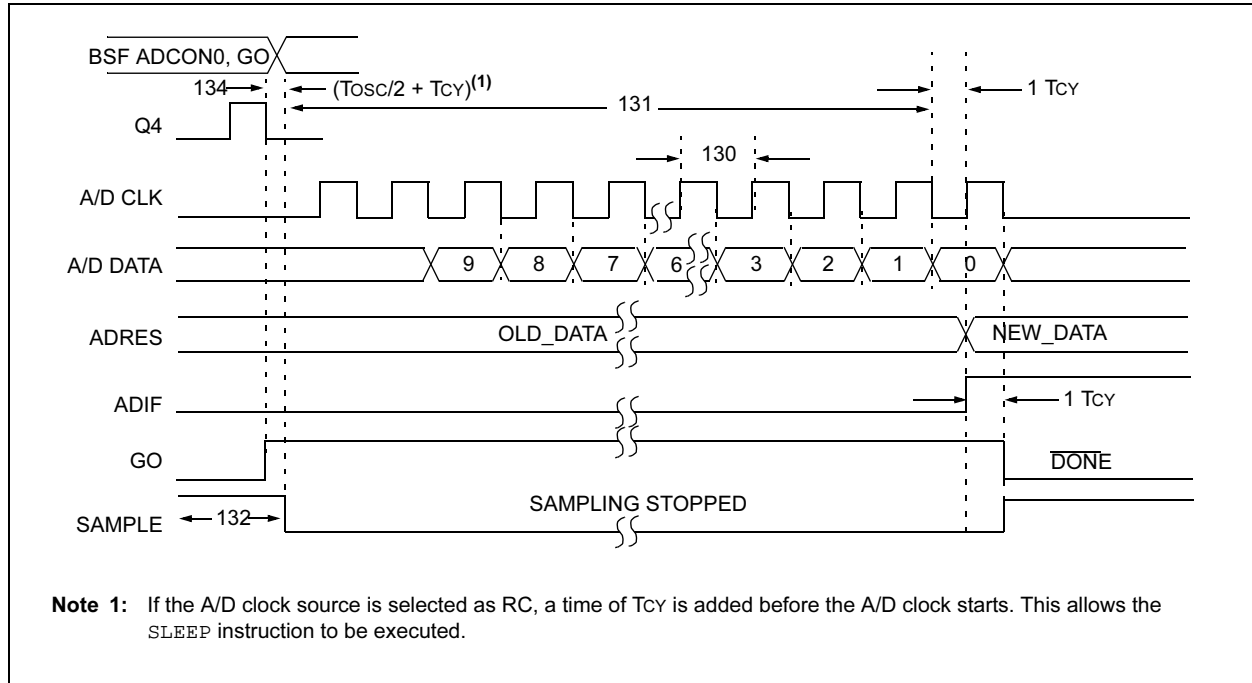 BSF ADCON0, GO
134 (TOSC/2 + TCY)(1) 1 TCY
131
Q4
130
A/D CLK
A/D DATA 9 8 7 6 3 2 1 0
ADRES OLD_DATA NEW_DATA
ADIF 1 TCY
GO DONE
SAMPLING STOPPED
SAMPLE 132
Note 1: If the A/D clock source is selected as RC, a time of TCY is added before the A/D clock starts. This allows the
SLEEP instruction to be executed.